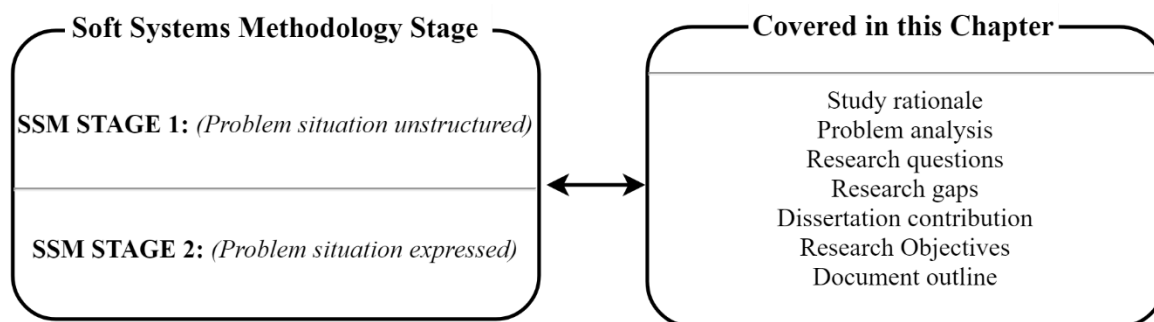 Soft Systems Methodology Stage
SSM STAGE 1: (Problem situation unstructured)
SSM STAGE 2: (Problem situation expressed)
Covered in this Chapter
Study rationale
Problem analysis
Research questions
Research gaps
Dissertation contribution
Research Objectives
Document outline